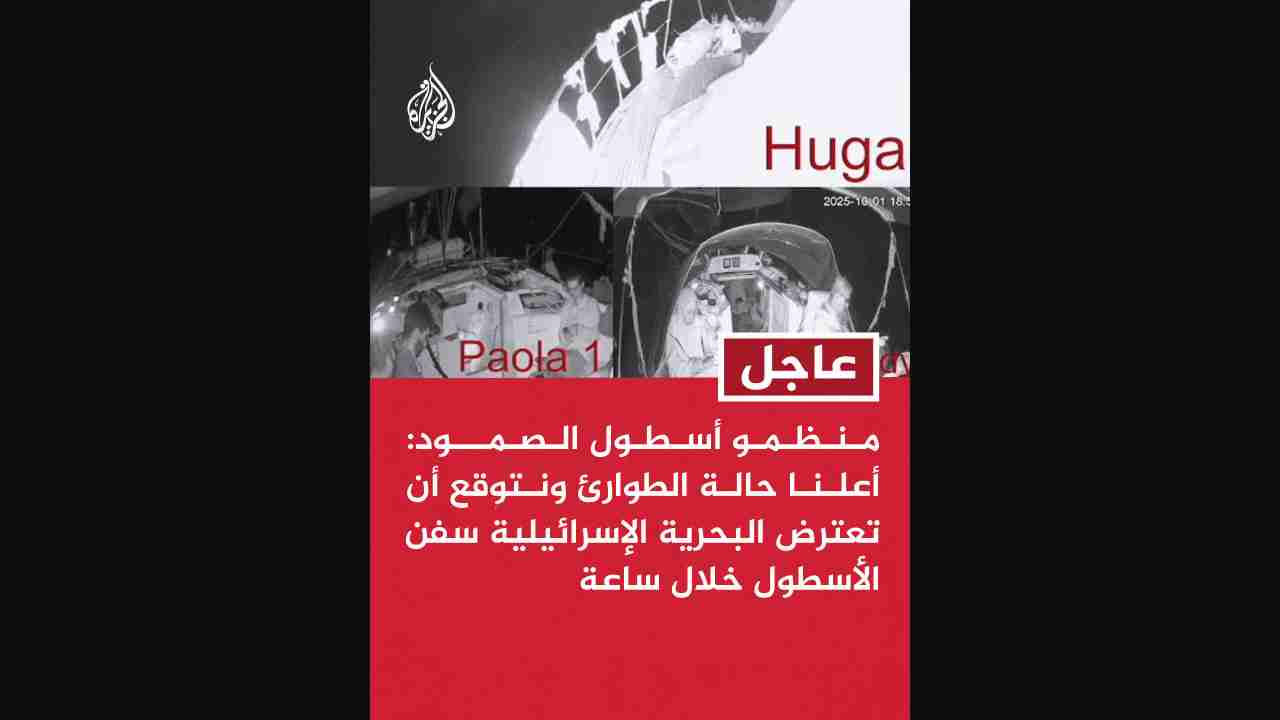 الجزيرة
Huga
2025-10-01 18:5
Paola 1
عاجل
منظمو أسطول الصمود:
أعلنا حالة الطوارئ ونتوقع أن
تعترض البحرية الإسرائيلية سفن
الأسطول خلال ساعة